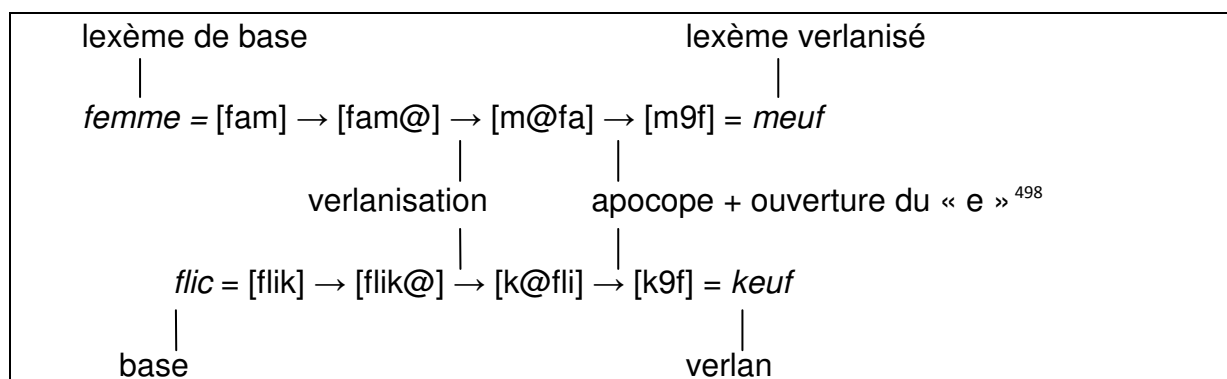 lexème de base lexème verlanisé
femme = [fam] → [fam@] → [m@fa] → [m9f] = meuf
verlanisation apocope + ouverture du « e » 498
flic = [flik] → [flik@] → [k@fli] → [k9f] = keuf
base verlan